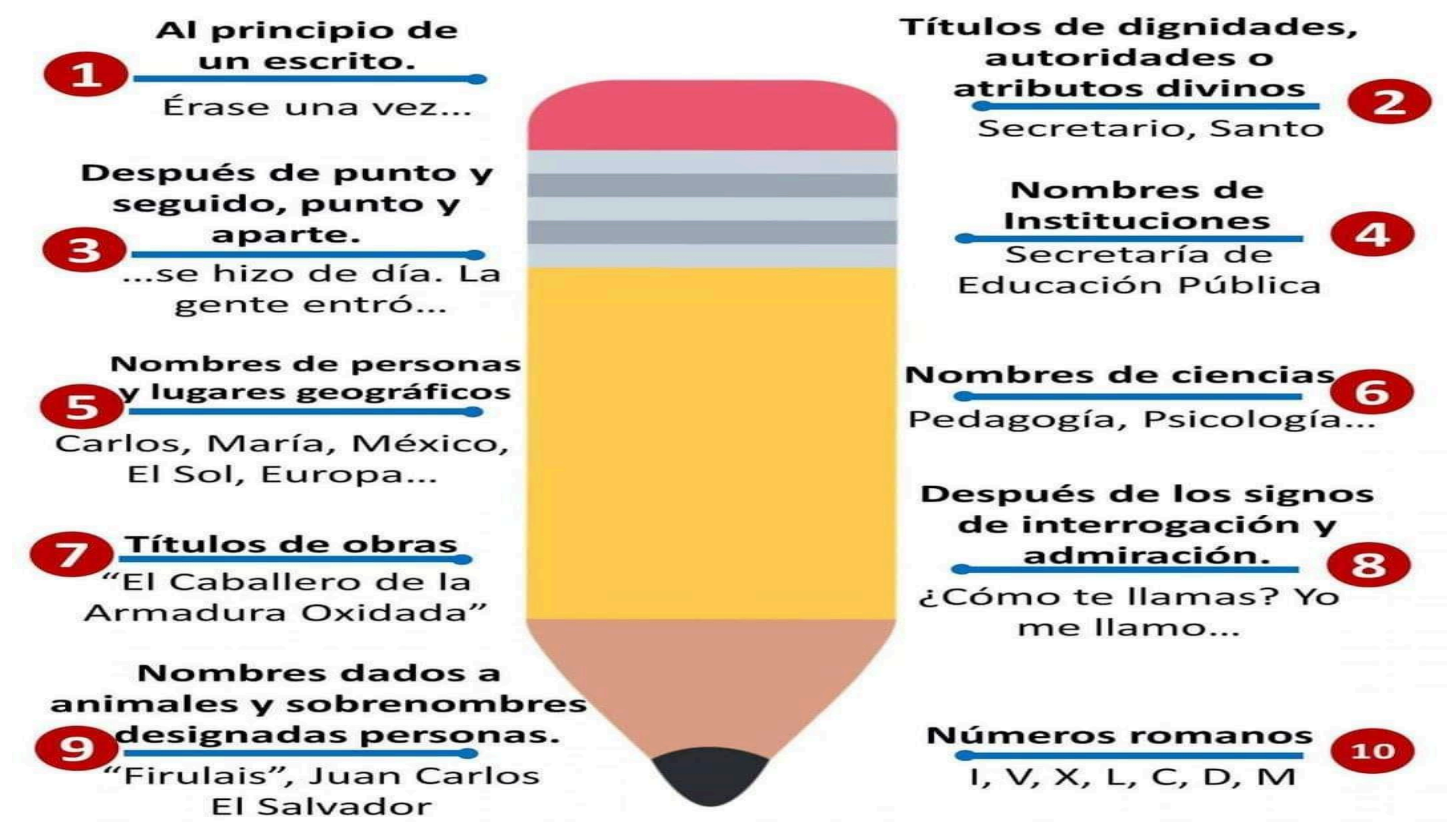 Al principio de
un escrito.
1
Érase una vez...
Títulos de dignidades,
autoridades o
atributos divinos
2
Secretario, Santo
Después de punto y
seguido, punto y
aparte.
3
...se hizo de día. La
gente entró...
Nombres de
Instituciones
4
Secretaría de
Educación Pública
Nombres de personas
y lugares geográficos
5
Carlos, María, México,
El Sol, Europa...
Nombres de ciencias
6
Pedagogía, Psicología...
Títulos de obras
7
“El Caballero de la
Armadura Oxidada”
Después de los signos
de interrogación y
admiración.
8
¿Cómo te llamas? Yo
me llamo...
Nombres dados a
animales y sobrenombres
designadas personas.
9
“Firulais”, Juan Carlos
El Salvador
Números romanos
10
I, V, X, L, C, D, M